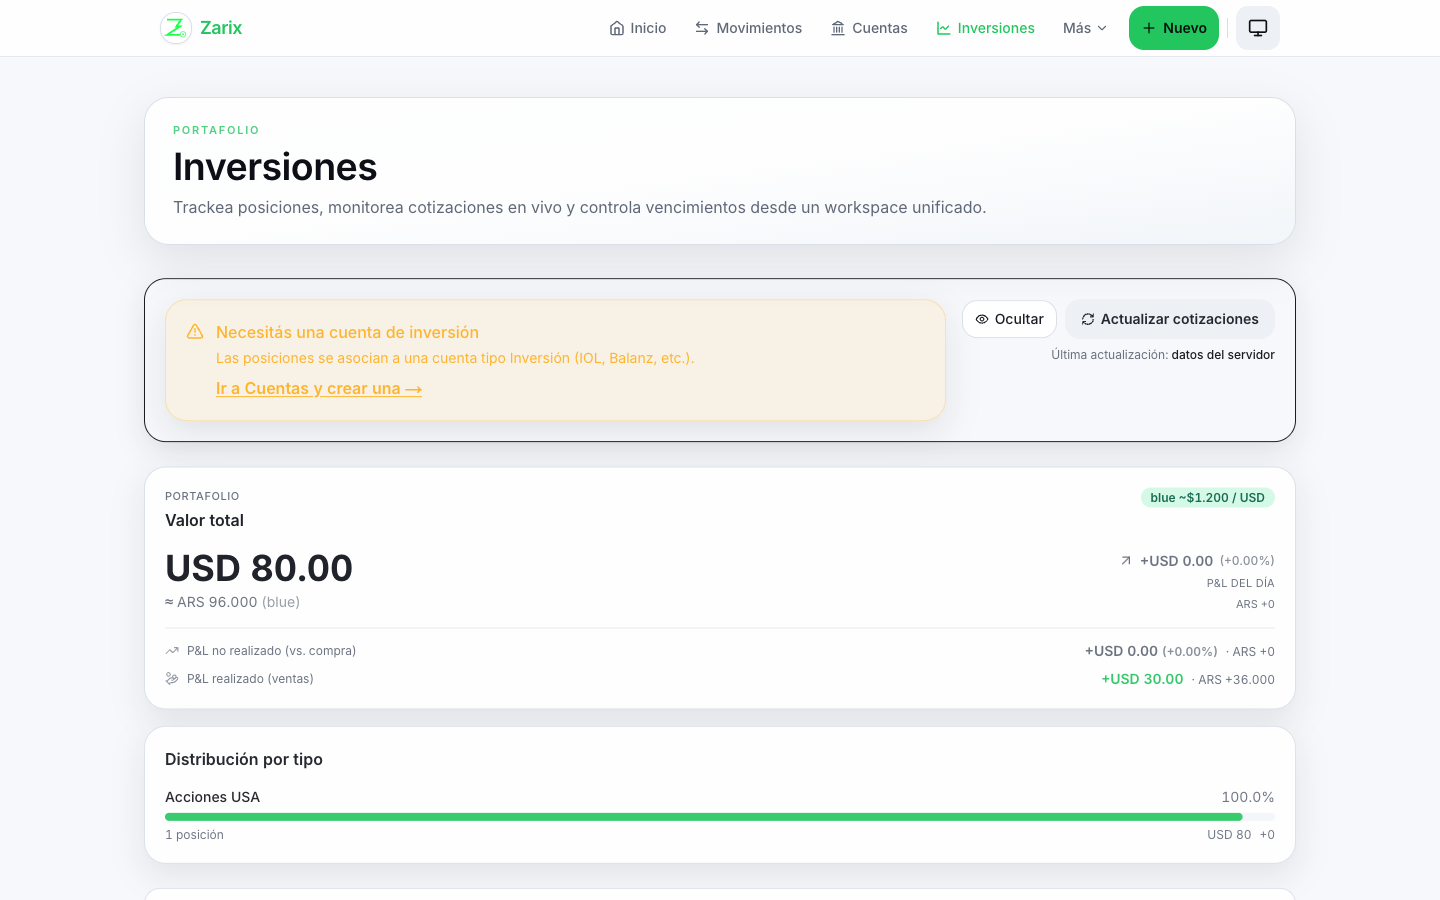 Zarix
Inicio
Movimientos
Cuentas
Inversiones
Más
Nuevo
PORTAFOLIO
Inversiones
Trackea posiciones, monitorea cotizaciones en vivo y controla vencimientos desde un workspace unificado.
Necesitás una cuenta de inversión
Las posiciones se asocian a una cuenta tipo Inversión (IOL, Balanz, etc.).
Ir a Cuentas y crear una →
Ocultar
Actualizar cotizaciones
Última actualización: datos del servidor
PORTAFOLIO
Valor total
blue ~$1.200 / USD
USD 80.00
≈ ARS 96.000 (blue)
+USD 0.00 (+0.00%)
P&L DEL DÍA
ARS +0
P&L no realizado (vs. compra)
+USD 0.00 (+0.00%) · ARS +0
P&L realizado (ventas)
+USD 30.00 · ARS +36.000
Distribución por tipo
Acciones USA
100.0%
1 posición
USD 80 +0